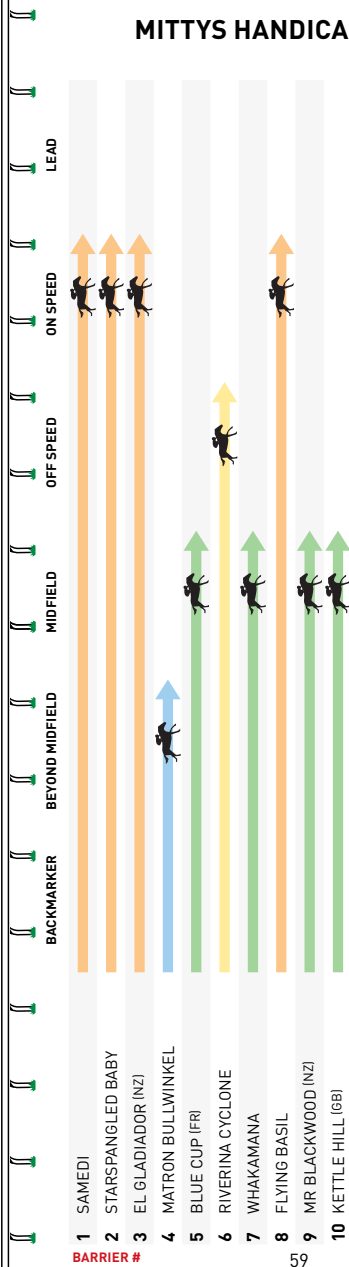 MITTYS HANDICA
LEAD
ON SPEED
OFF SPEED
MIDFIELD
BEYOND MIDFIELD
BACKMARKER
1 SAMEDI
2 STARSPANGLED BABY
3 EL GLADIADOR (NZ)
4 MATRON BULLWINKEL
5 BLUE CUP (FR)
6 RIVERINA CYCLONE
7 WHAKAMANA
8 FLYING BASIL
9 MR BLACKWOOD (NZ)
10 KETTLE HILL (GB)
BARRIER #
59